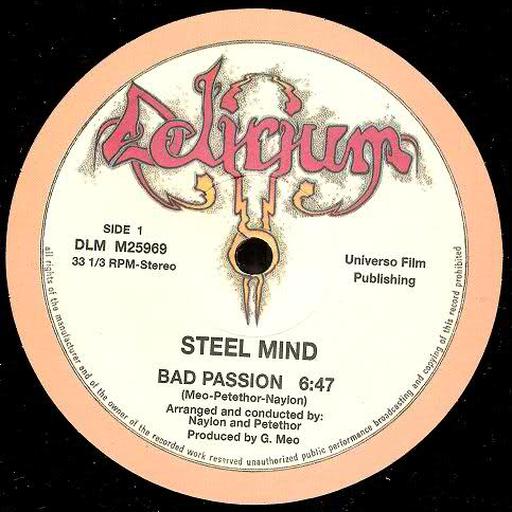 Delirium
SIDE 1
DLM M25969
33 1/3 RPM-Stereo
Universo Film
Publishing
STEEL MIND
BAD PASSION 6:47
(Meo-Petethor-Naylon)
Arranged and conducted by:
Naylon and Petethor
Produced by G. Meo
all rights of the manufacturer and of the owner of the recorded work reserved unauthorized public performance broadcasting and copying of this record prohibited